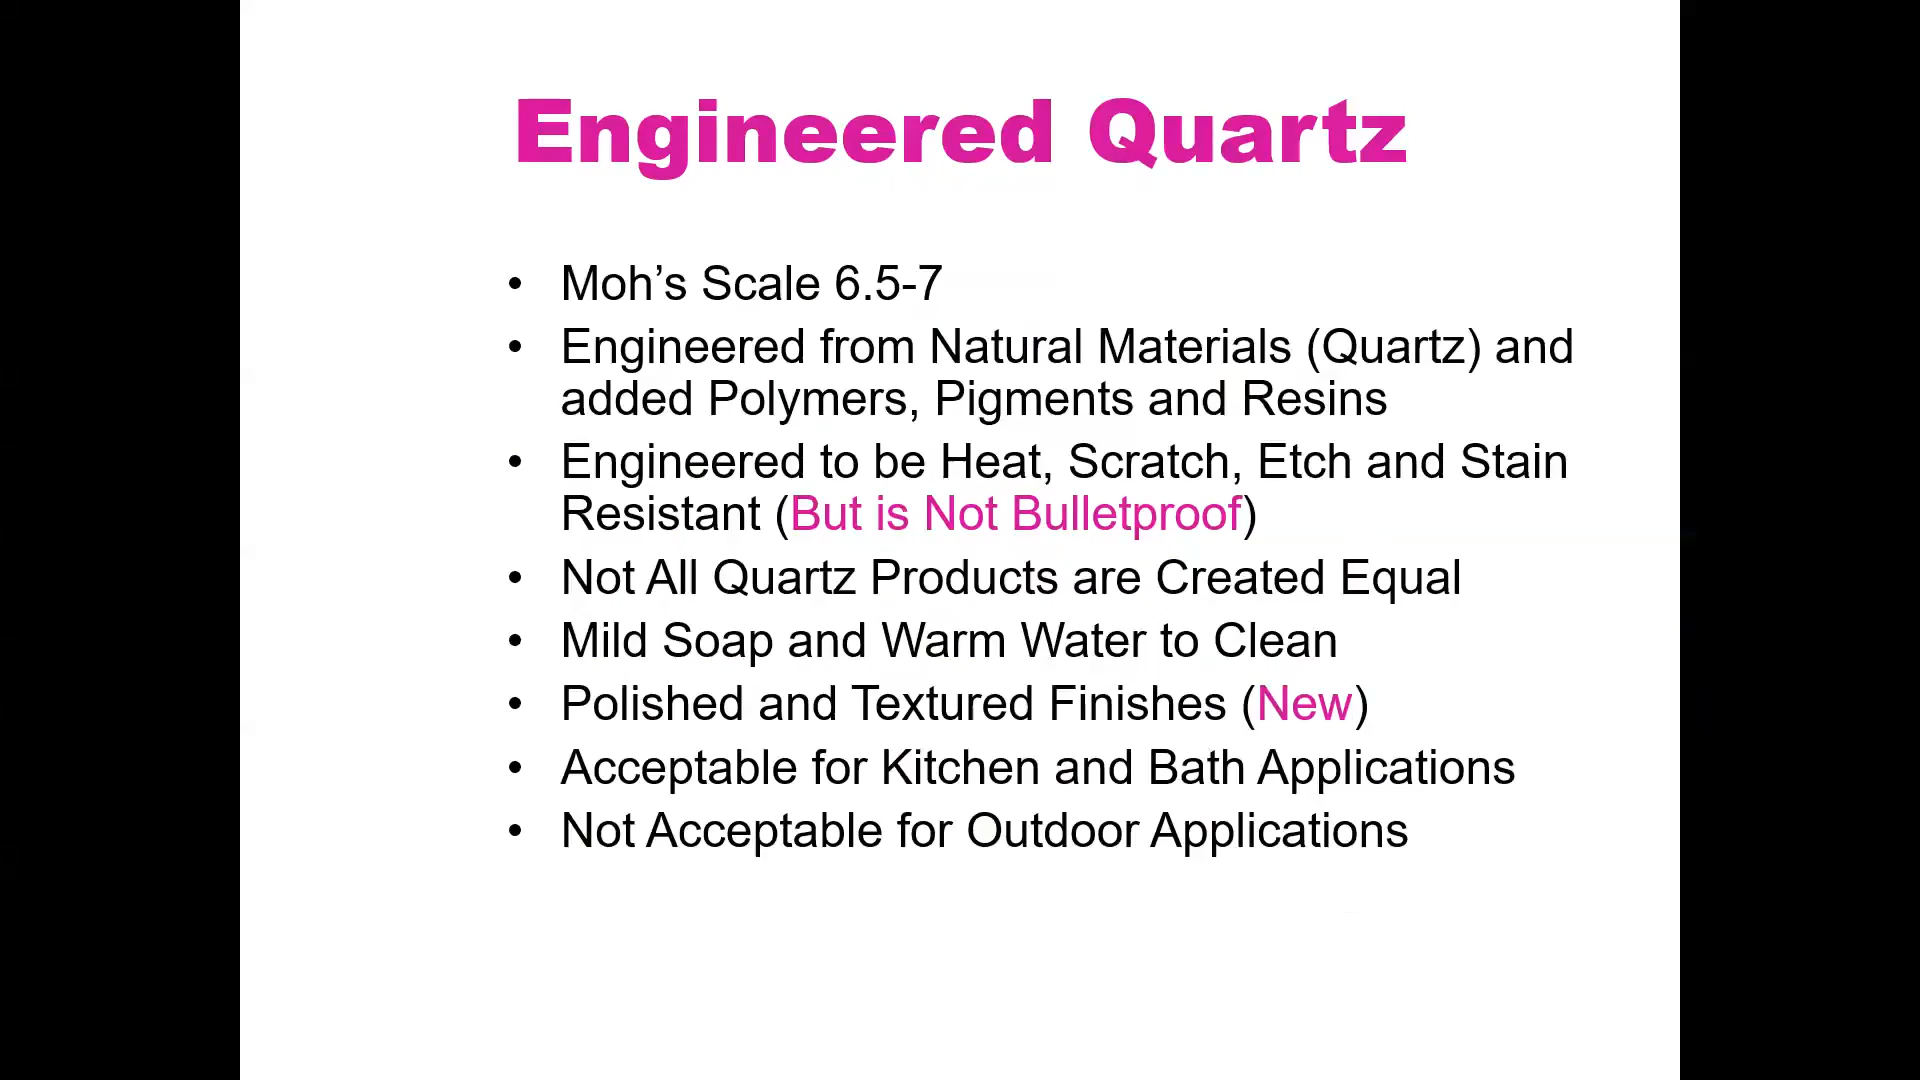 Engineered Quartz
• Moh’s Scale 6.5-7
• Engineered from Natural Materials (Quartz) and
added Polymers, Pigments and Resins
• Engineered to be Heat, Scratch, Etch and Stain
Resistant (But is Not Bulletproof)
• Not All Quartz Products are Created Equal
• Mild Soap and Warm Water to Clean
• Polished and Textured Finishes (New)
• Acceptable for Kitchen and Bath Applications
• Not Acceptable for Outdoor Applications